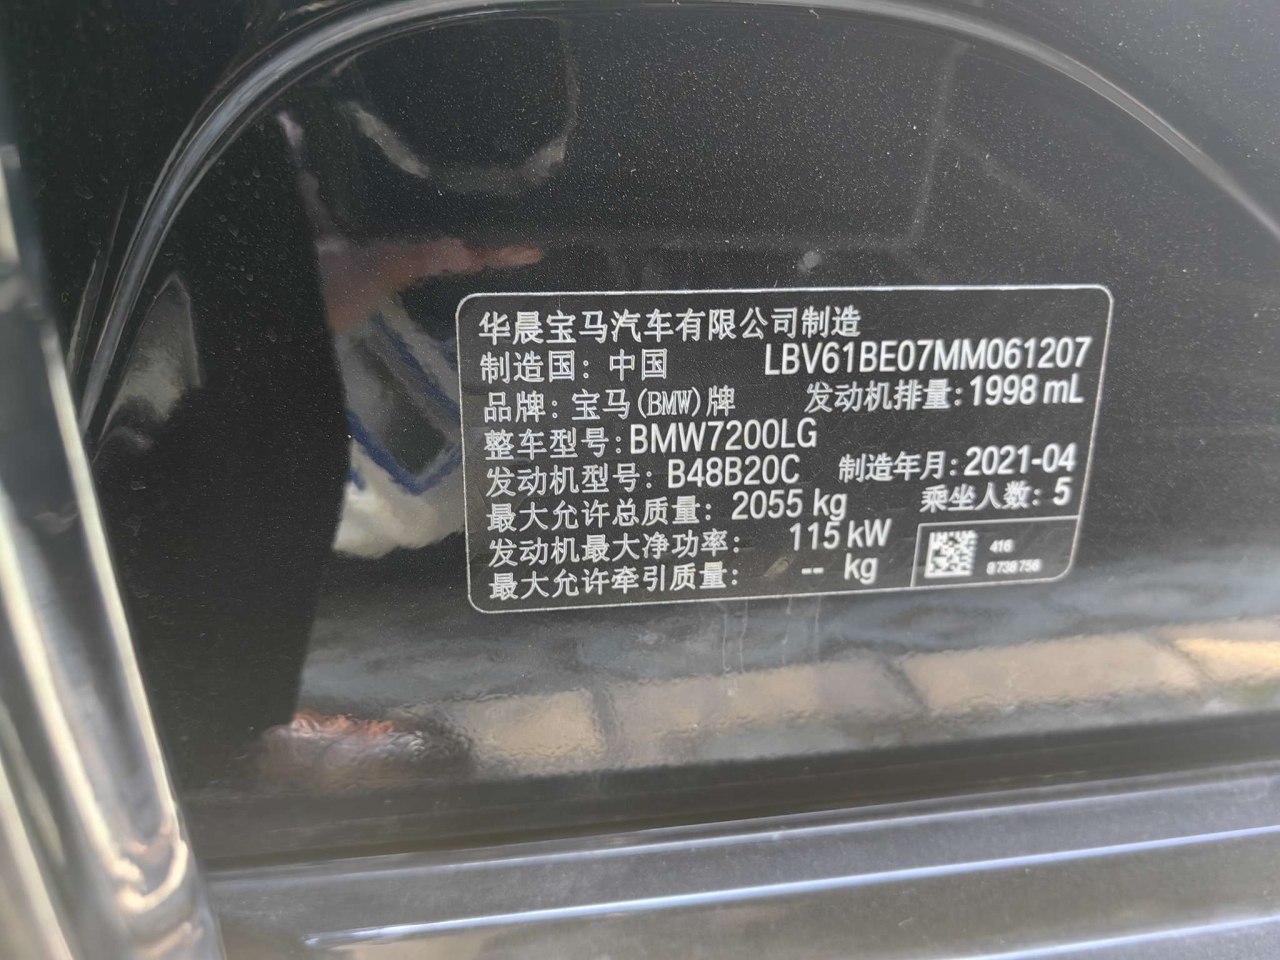 华晨宝马汽车有限公司制造
制造国：中国 LBV61BE07MM061207
品牌：宝马(BMW)牌 发动机排量：1998 mL
整车型号：BMW7200LG
发动机型号：B48B20C 制造年月：2021-04
最大允许总质量：2055 kg 乘坐人数：5
发动机最大净功率：115 kW
最大允许牵引质量：-- kg
416
8738756